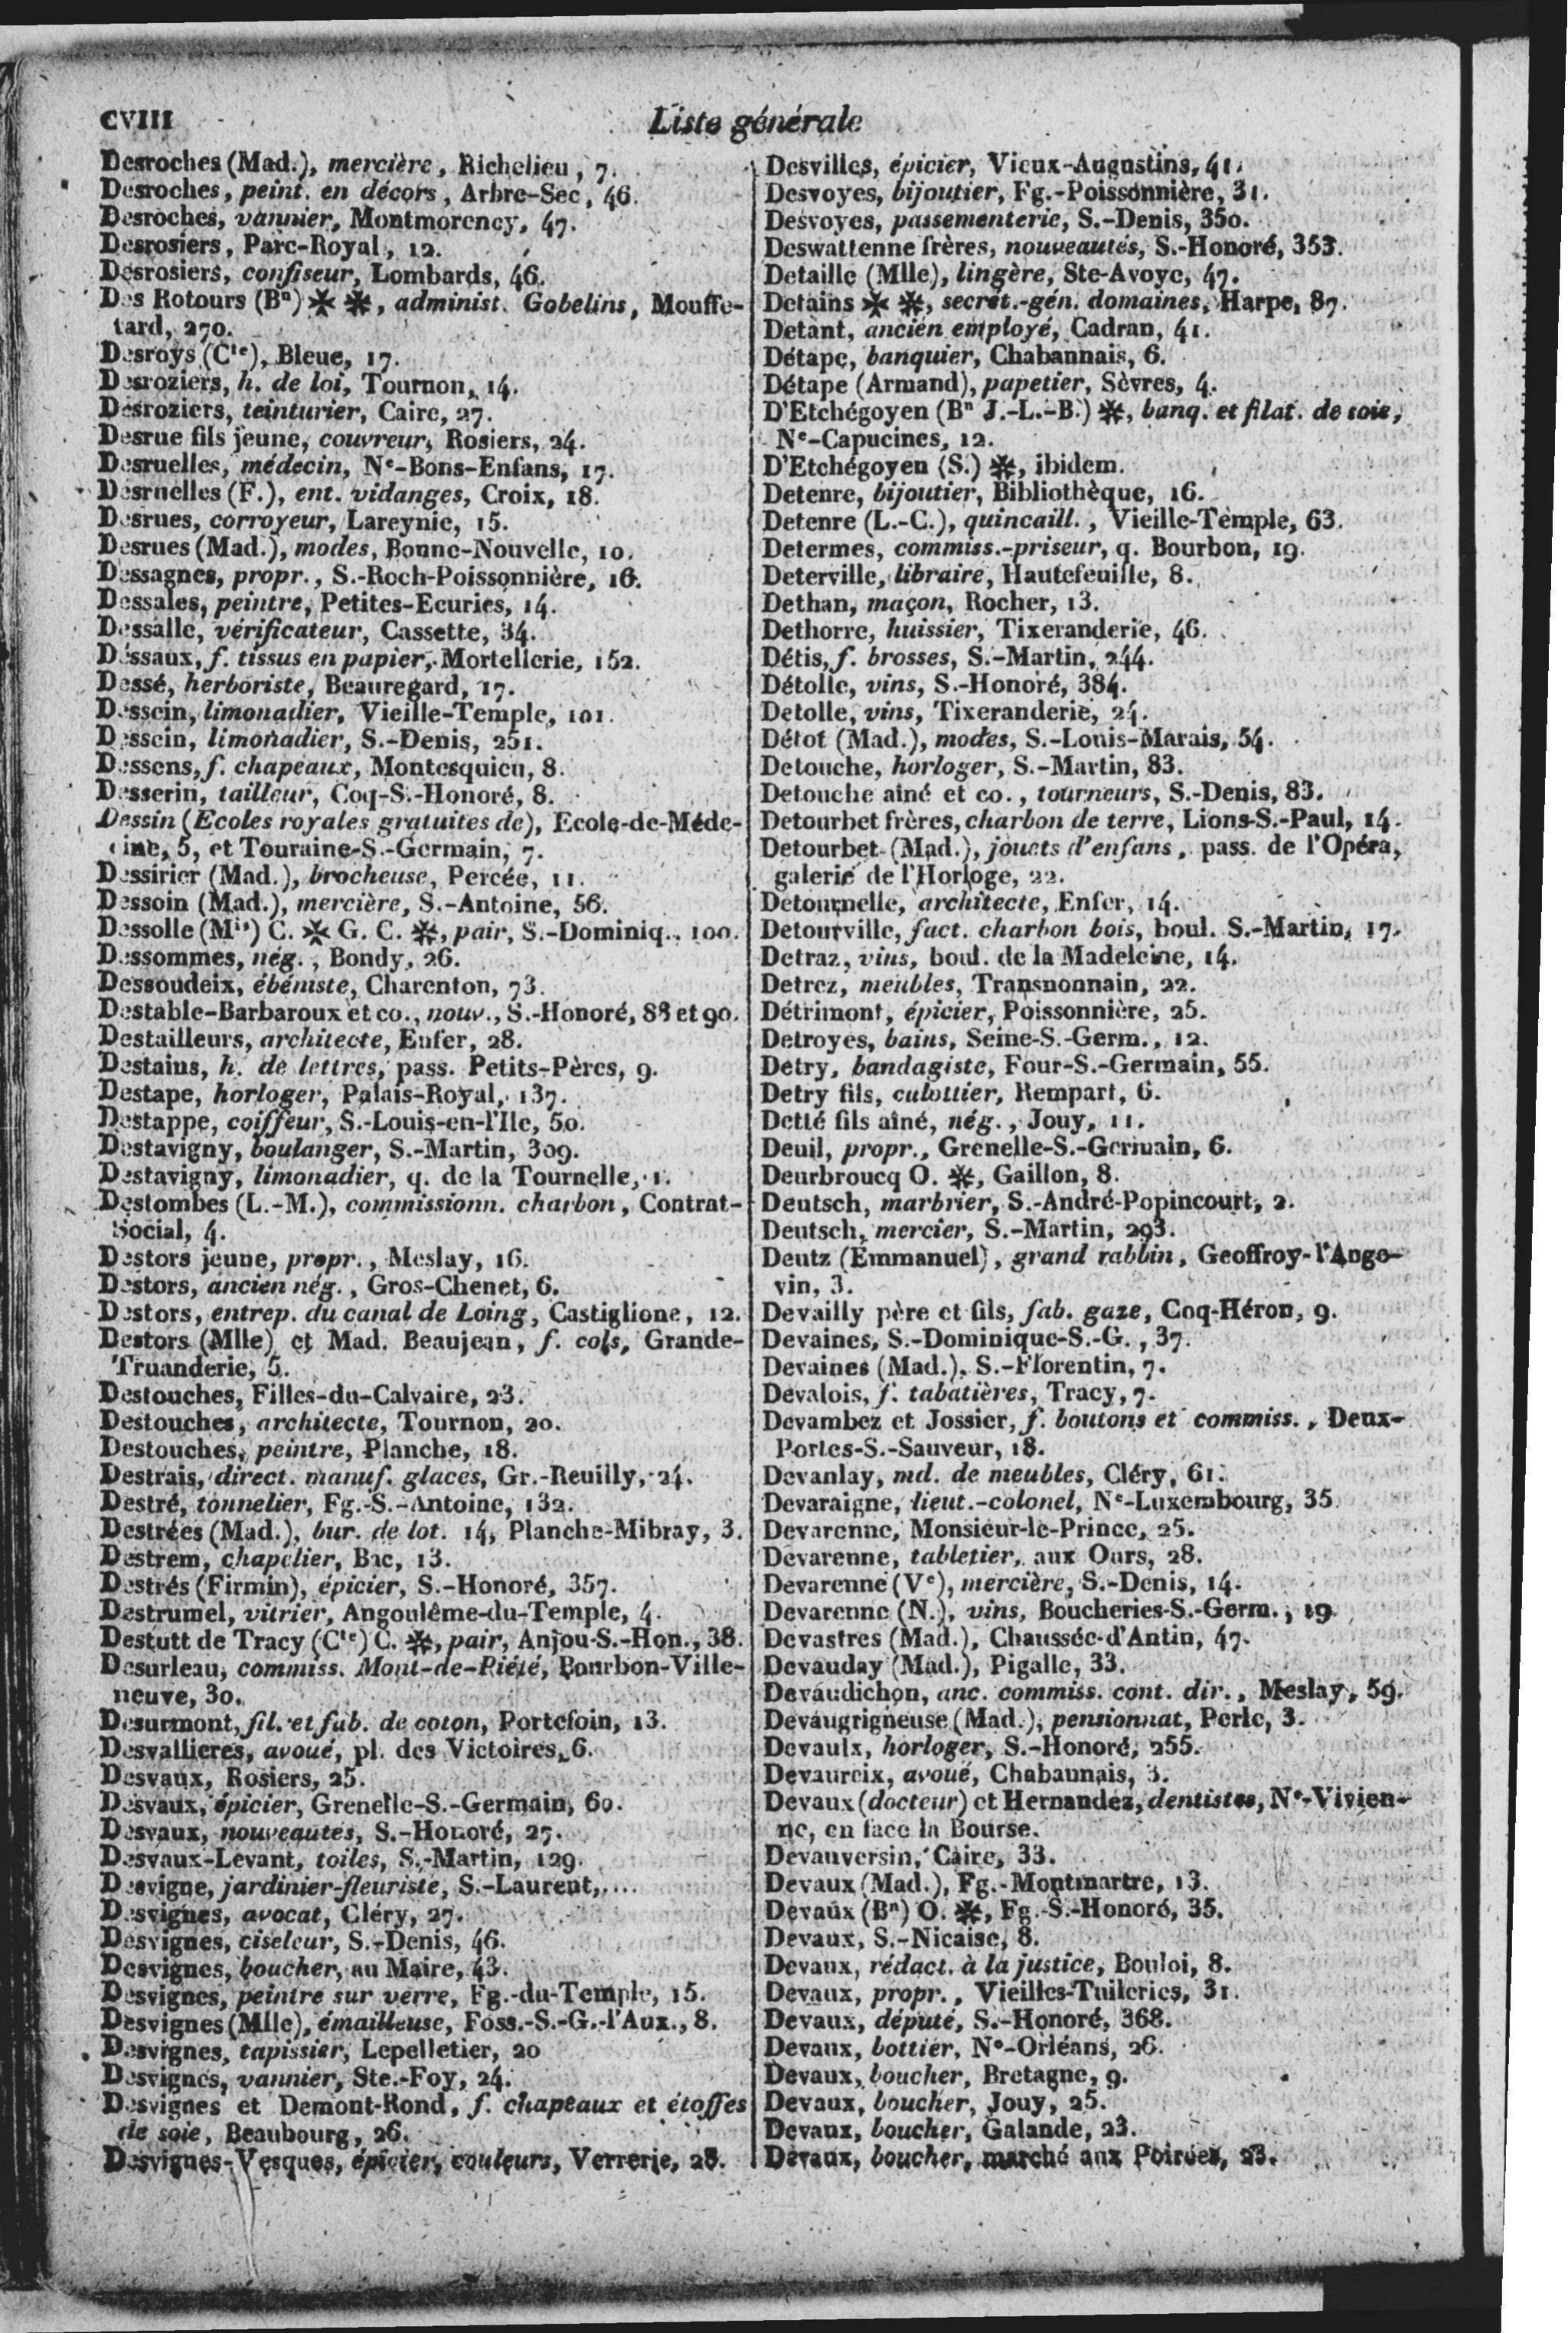 CVIII
Liste générale
Desroches (Mad.), mercière, Richelieu, 7.
Desroches, peint. en décors, Arbre-Sec, 46.
Desroches, vannier, Montmorency, 47.
Desrosiers, Parc-Royal, 12.
Desrosiers, confiseur, Lombards, 46.
Des Rotours (Bⁿ) ✻ ✻, administ. Gobelins, Mouffe-
tard, 270.
Desroys (Cᵗᵉ), Bleue, 17.
Desroziers, h. de loi, Tournon, 14.
Desroziers, teinturier, Caire, 27.
Desrue fils jeune, couvreur, Rosiers, 24.
Desruelles, médecin, Nᵉ-Bons-Enfans, 17.
Desruelles (F.), ent. vidanges, Croix, 18.
Desrues, corroyeur, Lareynie, 15.
Desrues (Mad.), modes, Bonne-Nouvelle, 10.
Dessagnes, propr., S.-Roch-Poissonnière, 16.
Dessales, peintre, Petites-Ecuries, 14.
Dessalle, vérificateur, Cassette, 34.
Dessaux, f. tissus en papier, Mortellerie, 152.
Dessé, herboriste, Beauregard, 17.
Dessein, limonadier, Vieille-Temple, 101.
Dessein, limonadier, S.-Denis, 251.
Dessens, f. chapeaux, Montesquieu, 8.
Desserin, tailleur, Coq-S.-Honoré, 8.
Dessin (Ecoles royales gratuites de), Ecole-de-Méde-
cine, 5, et Touraine-S.-Germain, 7.
Dessirier (Mad.), brocheuse, Percée, 11.
Dessoin (Mad.), mercière, S.-Antoine, 56.
Dessolle (Mⁱˢ) C. ✻ G. C. ✻, pair, S.-Dominiq., 100.
Dessommes, nég., Bondy, 26.
Dessoudeix, ébéniste, Charenton, 73.
Destable-Barbaroux et co., nouv., S.-Honoré, 88 et 90.
Destailleurs, architecte, Enfer, 28.
Destains, h. de lettres, pass. Petits-Pères, 9.
Destape, horloger, Palais-Royal, 137.
Destappe, coiffeur, S.-Louis-en-l'Ile, 50.
Destavigny, boulanger, S.-Martin, 309.
Destavigny, limonadier, q. de la Tournelle, 1.
Destombes (L.-M.), commissionn. charbon, Contrat-
Social, 4.
Destors jeune, propr., Meslay, 16.
Destors, ancien nég., Gros-Chenet, 6.
Destors, entrep. du canal de Loing, Castiglione, 12.
Destors (Mlle) et Mad. Beaujean, f. cols, Grande-
Truanderie, 5.
Destouches, Filles-du-Calvaire, 23.
Destouches, architecte, Tournon, 20.
Destouches, peintre, Planche, 18.
Destrais, direct. manuf. glaces, Gr.-Reuilly, 24.
Destré, tonnelier, Fg.-S.-Antoine, 132.
Destrées (Mad.), bur. de lot. 14, Planche-Mibray, 3.
Destrem, chapelier, Bac, 13.
Destrés (Firmin), épicier, S.-Honoré, 357.
Destrumel, vitrier, Angoulême-du-Temple, 4.
Destutt de Tracy (Cᵗᵉ) C. ✻, pair, Anjou-S.-Hon., 38.
Desurleau, commiss. Mont-de-Piété, Bourbon-Ville-
neuve, 30.
Desurmont, fil. et fab. de coton, Portefoin, 13.
Desvallieres, avoué, pl. des Victoires, 6.
Desvaux, Rosiers, 25.
Desvaux, épicier, Grenelle-S.-Germain, 60.
Desvaux, nouveautés, S.-Honoré, 27.
Desvaux-Levant, toiles, S.-Martin, 129.
Desvigne, jardinier-fleuriste, S.-Laurent,....
Desvignes, avocat, Cléry, 27.
Desvignes, ciseleur, S.-Denis, 46.
Desvignes, boucher, au Maire, 43.
Desvignes, peintre sur verre, Fg.-du-Temple, 15.
Desvignes (Mlle), émailleuse, Foss.-S.-G.-l'Aux., 8.
Desvignes, tapissier, Lepelletier, 20
Desvignes, vannier, Ste.-Foy, 24.
Desvignes et Demont-Rond, f. chapeaux et étoffes
de soie, Beaubourg, 26.
Desvignes-Vesques, épicier, couleurs, Verrerie, 28.
Desvilles, épicier, Vieux-Augustins, 41.
Desvoyes, bijoutier, Fg.-Poissonnière, 31.
Desvoyes, passementerie, S.-Denis, 350.
Deswattenne frères, nouveautés, S.-Honoré, 353.
Detaille (Mlle), lingère, Ste-Avoye, 47.
Detains ✻ ✻, secrét.-gén. domaines, Harpe, 87.
Detant, ancien employé, Cadran, 41.
Détape, banquier, Chabannais, 6.
Détape (Armand), papetier, Sèvres, 4.
D'Etchégoyen (Bⁿ J.-L.-B.) ✻, banq. et filat. de soie,
Nᵉ-Capucines, 12.
D'Etchégoyen (S.) ✻, ibidem.
Detenre, bijoutier, Bibliothèque, 16.
Detenre (L.-C.), quincaill., Vieille-Temple, 63.
Determes, commiss.-priseur, q. Bourbon, 19.
Deterville, libraire, Hautefeuille, 8.
Dethan, maçon, Rocher, 13.
Dethorre, huissier, Tixeranderie, 46.
Détis, f. brosses, S.-Martin, 244.
Détolle, vins, S.-Honoré, 384.
Detolle, vins, Tixeranderie, 24.
Détot (Mad.), modes, S.-Louis-Marais, 54.
Detouche, horloger, S.-Martin, 83.
Detouche aîné et co., tourneurs, S.-Denis, 83.
Detourbet frères, charbon de terre, Lions-S.-Paul, 14.
Detourbet (Mad.), jouets d'enfans, pass. de l'Opéra,
galerie de l'Horloge, 22.
Detournelle, architecte, Enfer, 14.
Detourville, fact. charbon bois, boul. S.-Martin, 17.
Detraz, vins, boul. de la Madeleine, 14.
Detrez, meubles, Transnonnain, 22.
Détrimont, épicier, Poissonnière, 25.
Detroyes, bains, Seine-S.-Germ., 12.
Detry, bandagiste, Four-S.-Germain, 55.
Detry fils, culottier, Rempart, 6.
Detté fils aîné, nég., Jouy, 11.
Deuil, propr., Grenelle-S.-Germain, 6.
Deurbroucq O. ✻, Gaillon, 8.
Deutsch, marbrier, S.-André-Popincourt, 2.
Deutsch, mercier, S.-Martin, 293.
Deutz (Emmanuel), grand rabbin, Geoffroy-l'Ange-
vin, 3.
Devailly père et fils, fab. gaze, Coq-Héron, 9.
Devaines, S.-Dominique-S.-G., 37.
Devaines (Mad.), S.-Florentin, 7.
Devalois, f. tabatières, Tracy, 7.
Devambez et Jossier, f. boutons et commiss., Deux-
Portes-S.-Sauveur, 18.
Devanlay, md. de meubles, Cléry, 61.
Devaraigne, lieut.-colonel, Nᵉ-Luxembourg, 35.
Devarenne, Monsieur-le-Prince, 25.
Devarenne, tabletier, aux Ours, 28.
Devarenne (Vᵉ), mercière, S.-Denis, 14.
Devarenne (N.), vins, Boucheries-S.-Germ., 19.
Devastres (Mad.), Chaussée-d'Antin, 47.
Devauday (Mad.), Pigalle, 33.
Devaudichon, anc. commiss. cont. dir., Meslay, 59.
Devaugrigneuse (Mad.), pensionnat, Perle, 3.
Devaulx, horloger, S.-Honoré, 255.
Devaureix, avoué, Chabannais, 3.
Devaux (docteur) et Hernandez, dentistes, Nᵉ-Vivien-
ne, en face la Bourse.
Devauversin, Caire, 33.
Devaux (Mad.), Fg.-Montmartre, 13.
Devaux (Bⁿ) O. ✻, Fg.-S.-Honoré, 35.
Devaux, S.-Nicaise, 8.
Devaux, rédact. à la justice, Bouloi, 8.
Devaux, propr., Vieilles-Tuileries, 31.
Devaux, député, S.-Honoré, 368.
Devaux, bottier, Nᵉ-Orléans, 26.
Devaux, boucher, Bretagne, 9.
Devaux, boucher, Jouy, 25.
Devaux, boucher, Galande, 23.
Devaux, boucher, marché aux Poirées, 23.